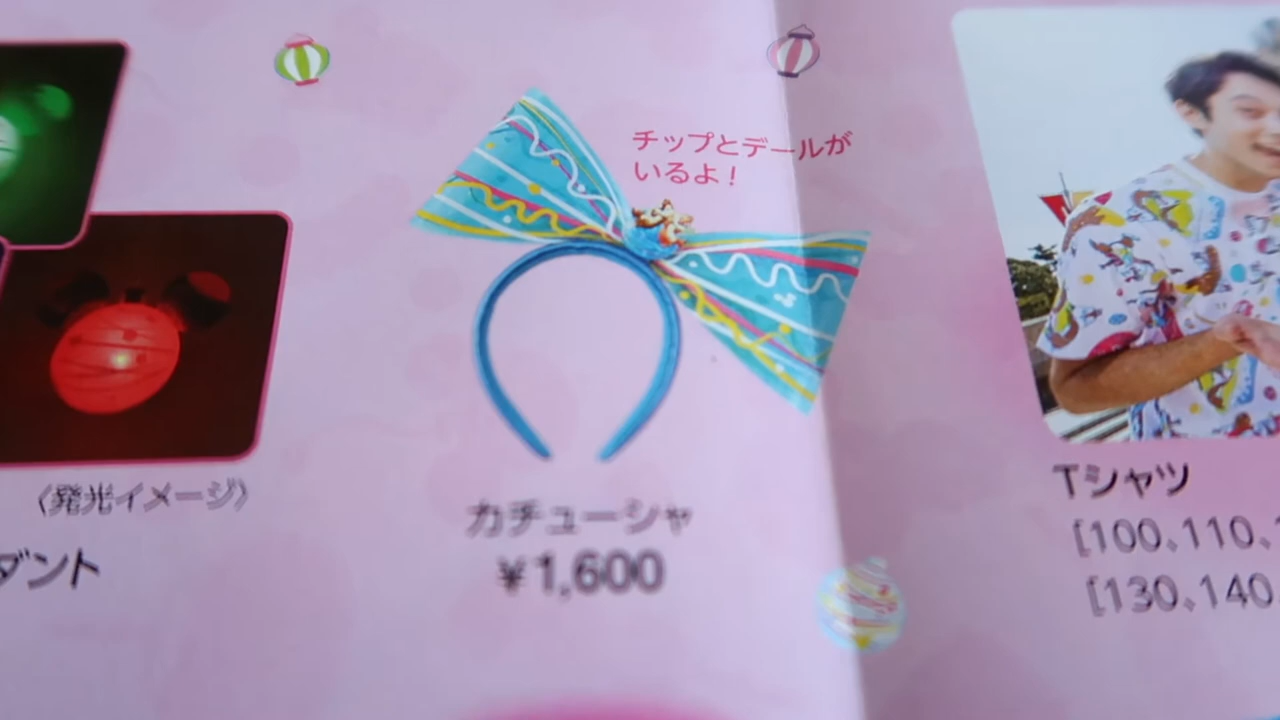 チップとデールが
いるよ！
〈発光イメージ〉
ダント
カチューシャ
￥1,600
Tシャツ
[100、110、
[130、140